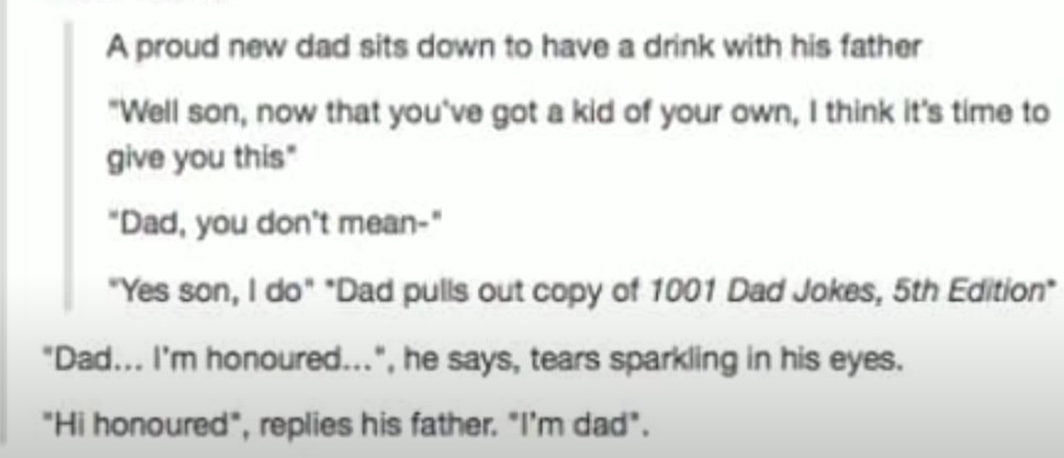 A proud new dad sits down to have a drink with his father
"Well son, now that you've got a kid of your own, I think it's time to
give you this"
"Dad, you don't mean-"
"Yes son, I do" *Dad pulls out copy of 1001 Dad Jokes, 5th Edition*
"Dad... I'm honoured...", he says, tears sparkling in his eyes.
"Hi honoured", replies his father. "I'm dad".